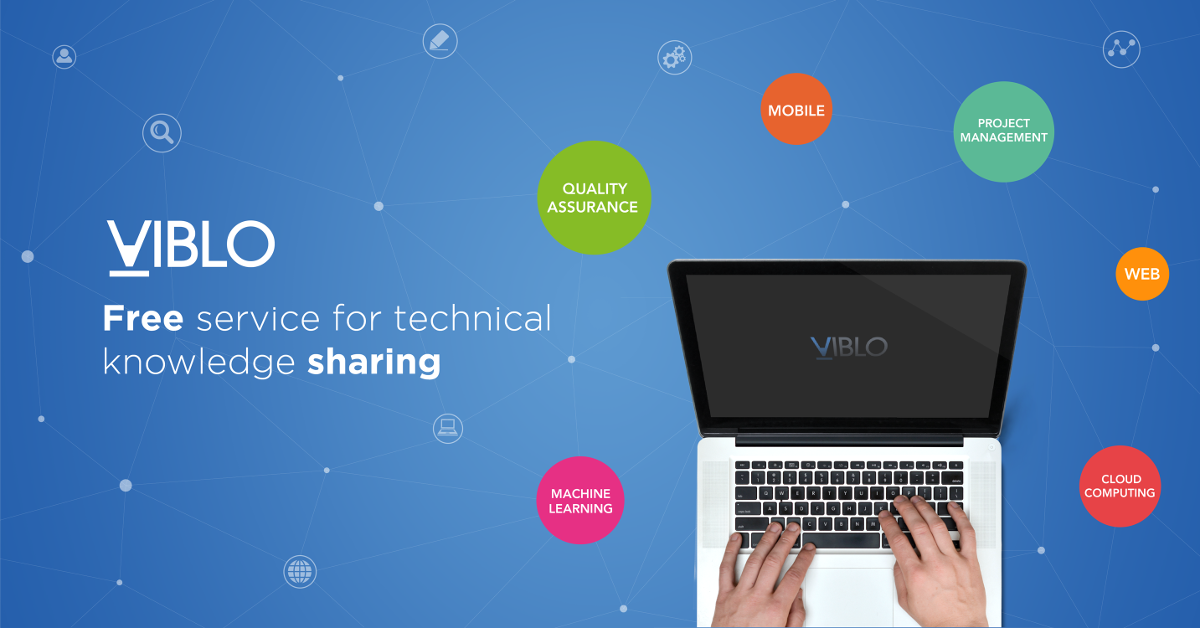 VIBLO
Free service for technical
knowledge sharing
QUALITY
ASSURANCE
MOBILE
PROJECT
MANAGEMENT
WEB
VIBLO
MACHINE
LEARNING
CLOUD
COMPUTING